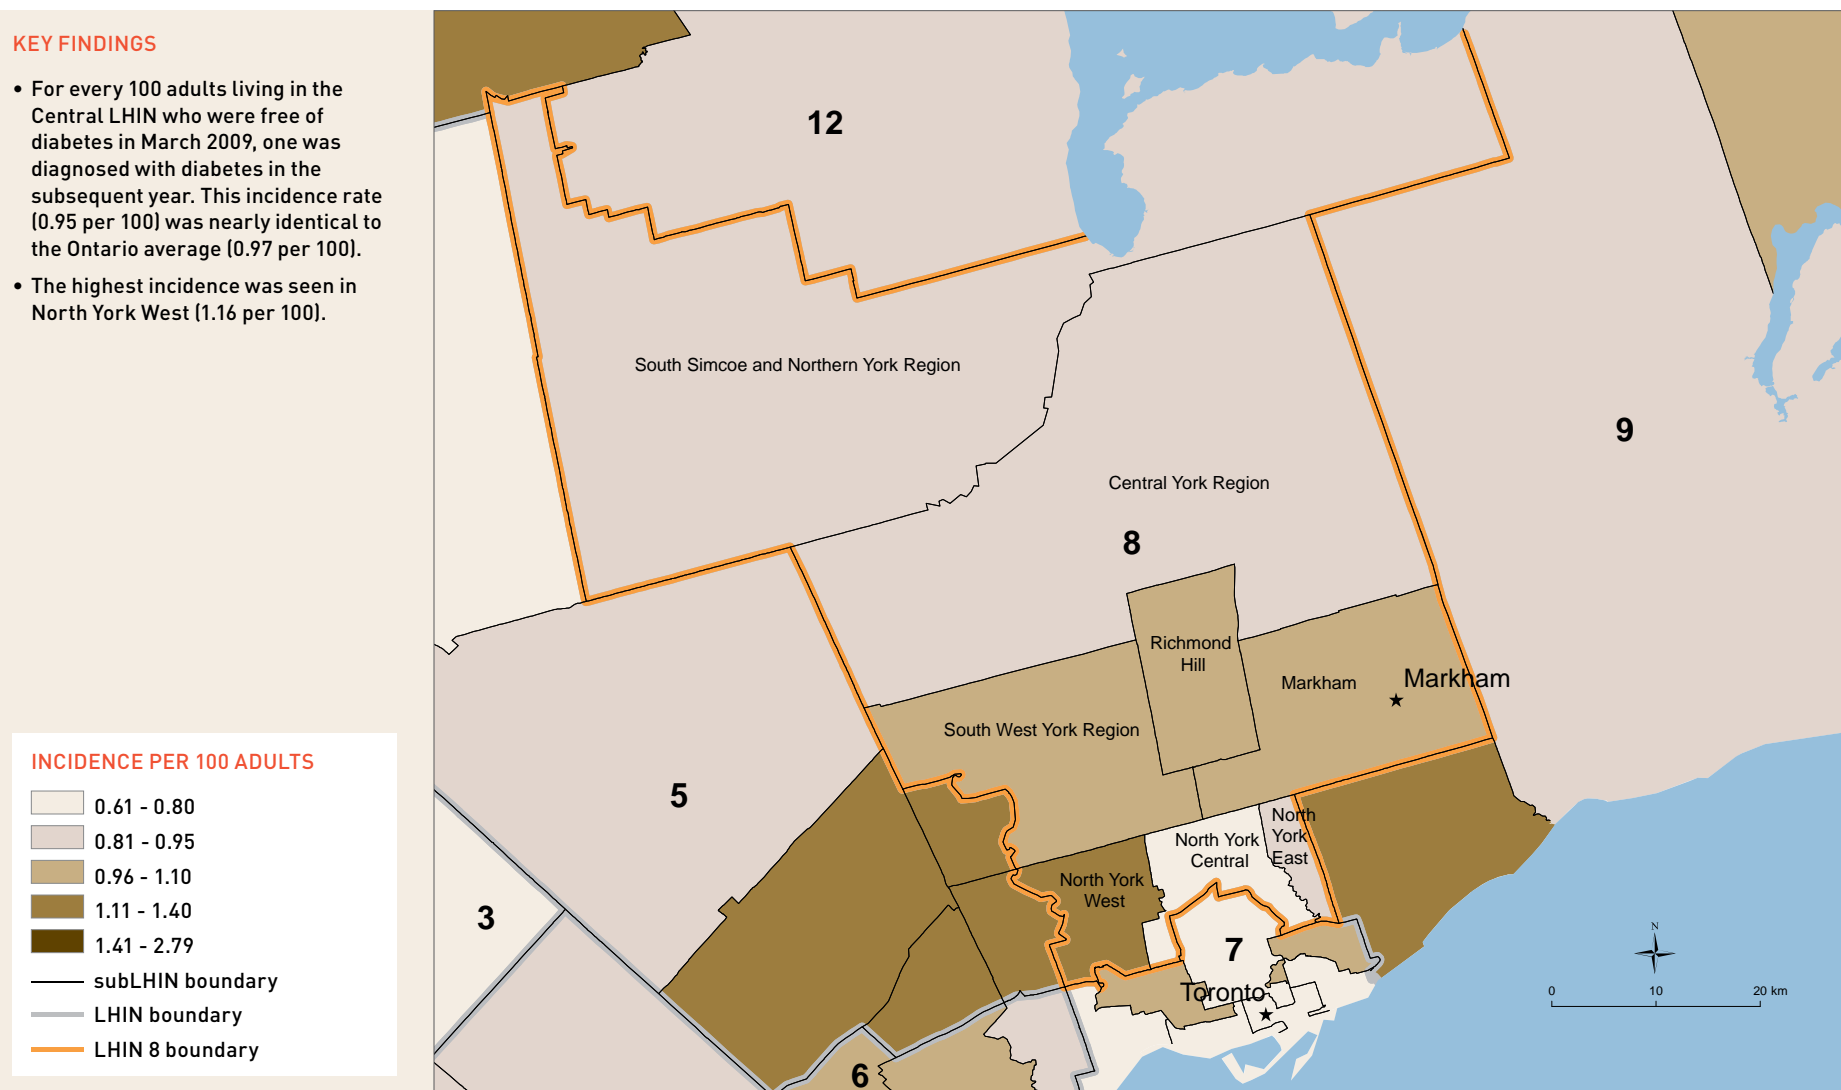 KEY FINDINGS
• For every 100 adults living in the
Central LHIN who were free of
diabetes in March 2009, one was
diagnosed with diabetes in the
subsequent year. This incidence rate
(0.95 per 100) was nearly identical to
the Ontario average (0.97 per 100).
• The highest incidence was seen in
North York West (1.16 per 100).
INCIDENCE PER 100 ADULTS
0.61 - 0.80
0.81 - 0.95
0.96 - 1.10
1.11 - 1.40
1.41 - 2.79
subLHIN boundary
LHIN boundary
LHIN 8 boundary
12
South Simcoe and Northern York Region
9
Central York Region
8
Richmond
Hill
Markham
Markham
South West York Region
5
North
York
East
North York
Central
North York
West
3
7
Toronto
6
N
0 10 20 km